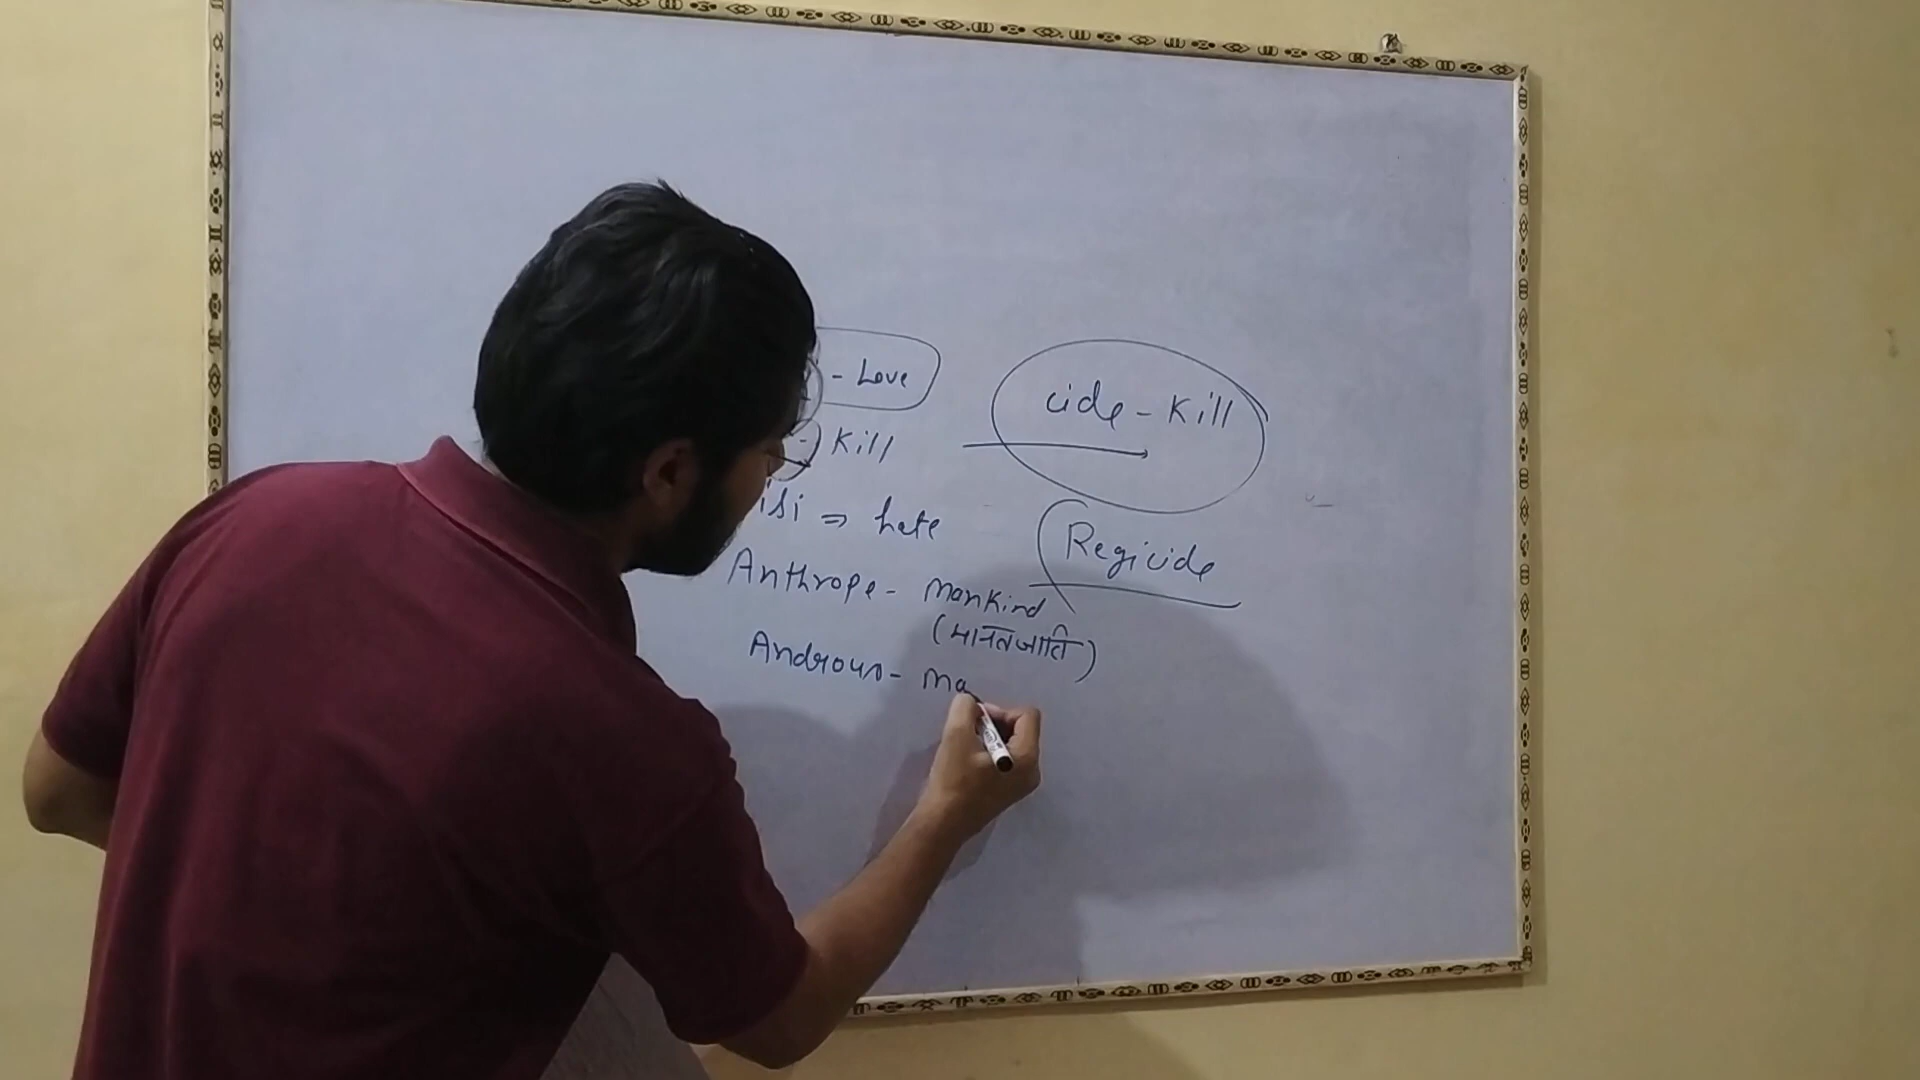 - Love
cide - Kill
-) Kill
isi => hate
Regicide
Anthrope - Mankind
(मानवजाति)
Androus - Ma